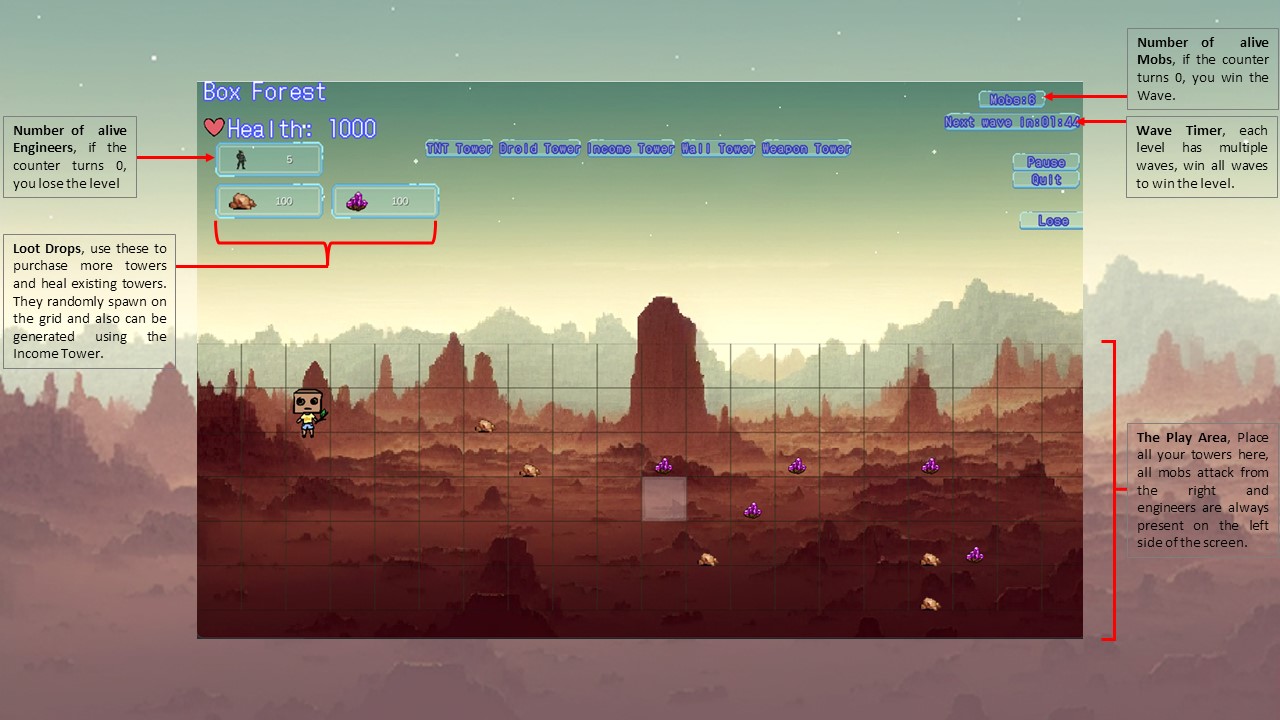 Number of alive
Mobs, if the counter
turns 0, you win the
Wave.
Box Forest
Mobs:6
Health: 1000
Next wave in:01:44
Number of alive
Engineers, if the
counter turns 0,
you lose the level
Wave Timer, each
level has multiple
waves, win all waves
to win the level.
TNT Tower Droid Tower Income Tower Wall Tower Weapon Tower
5
Pause
Quit
100
100
Lose
Loot Drops, use these to
purchase more towers
and heal existing towers.
They randomly spawn on
the grid and also can be
generated using the
Income Tower.
The Play Area, Place
all your towers here,
all mobs attack from
the right and
engineers are always
present on the left
side of the screen.